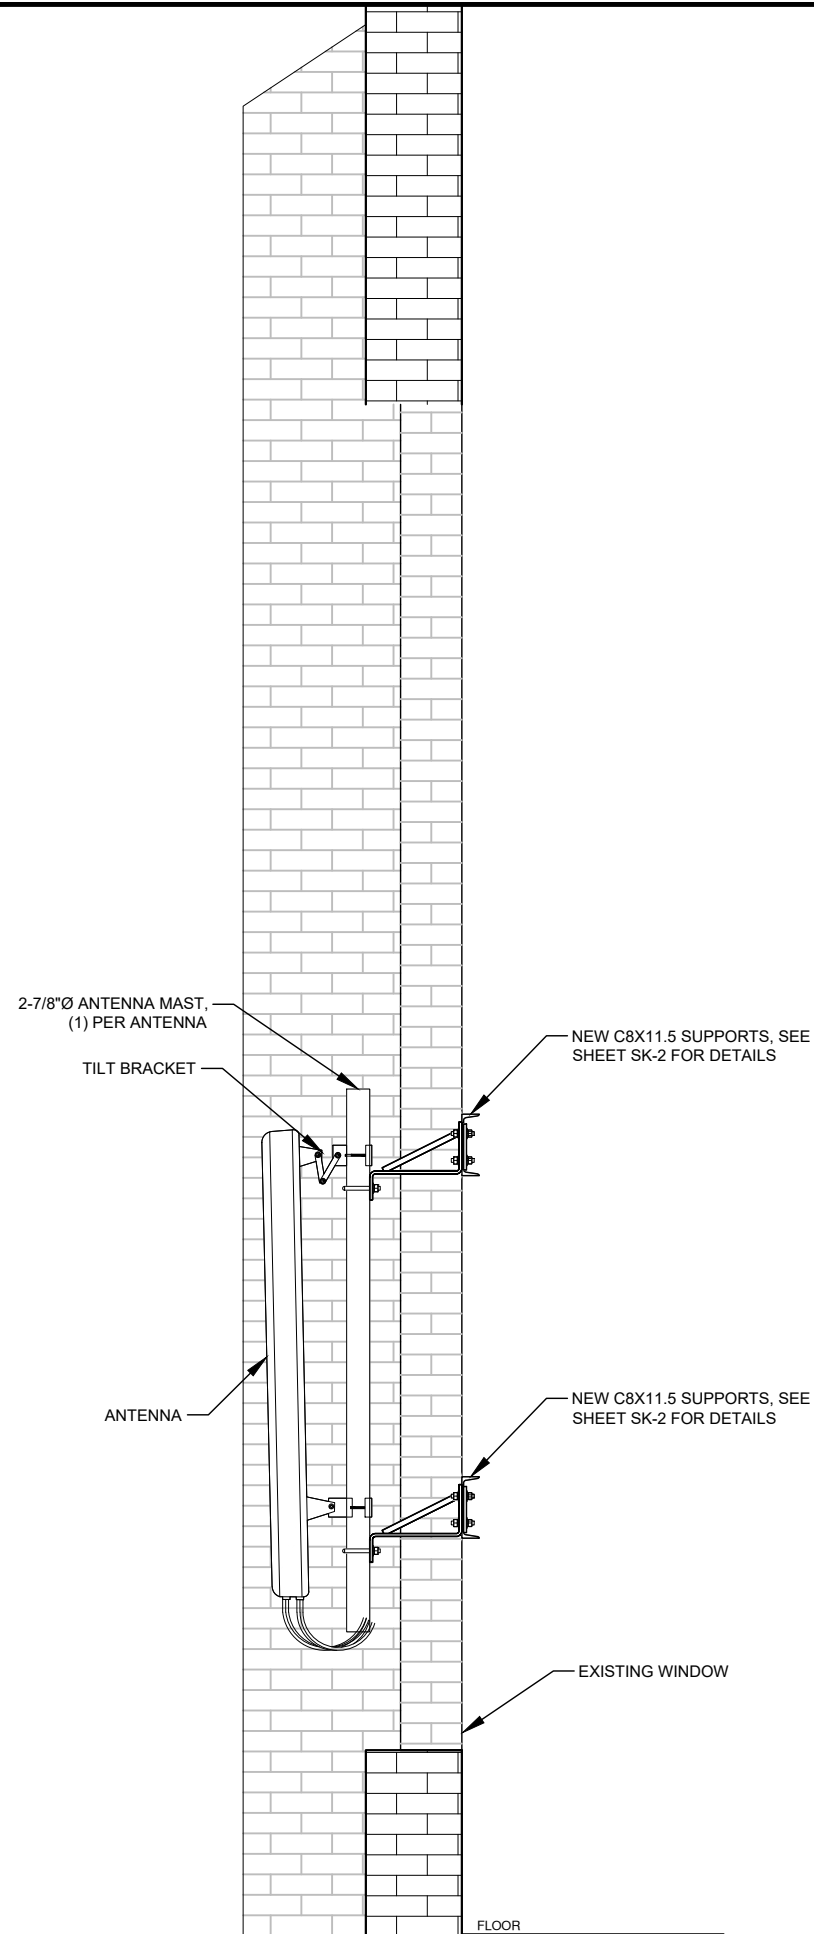 2-7/8"Ø ANTENNA MAST,
(1) PER ANTENNA
TILT BRACKET
NEW C8X11.5 SUPPORTS, SEE
SHEET SK-2 FOR DETAILS
ANTENNA
NEW C8X11.5 SUPPORTS, SEE
SHEET SK-2 FOR DETAILS
EXISTING WINDOW
FLOOR